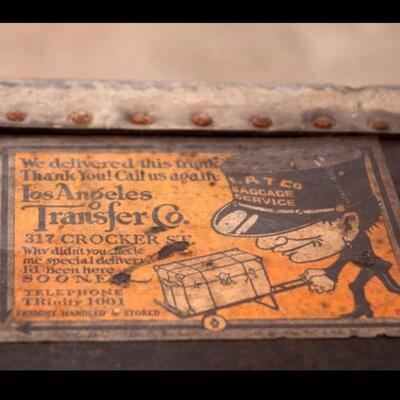 We delivered this trunk
Thank You! Call us again
Los Angeles
Transfer Co.
317 CROCKER ST.
Why didn't you
me special delivery?
I'd been here
SOONER
TELEPHONE
TRinity 1001
FREIGHT HANDLED & STORED
L.A.T.Co
BAGGAGE
SERVICE